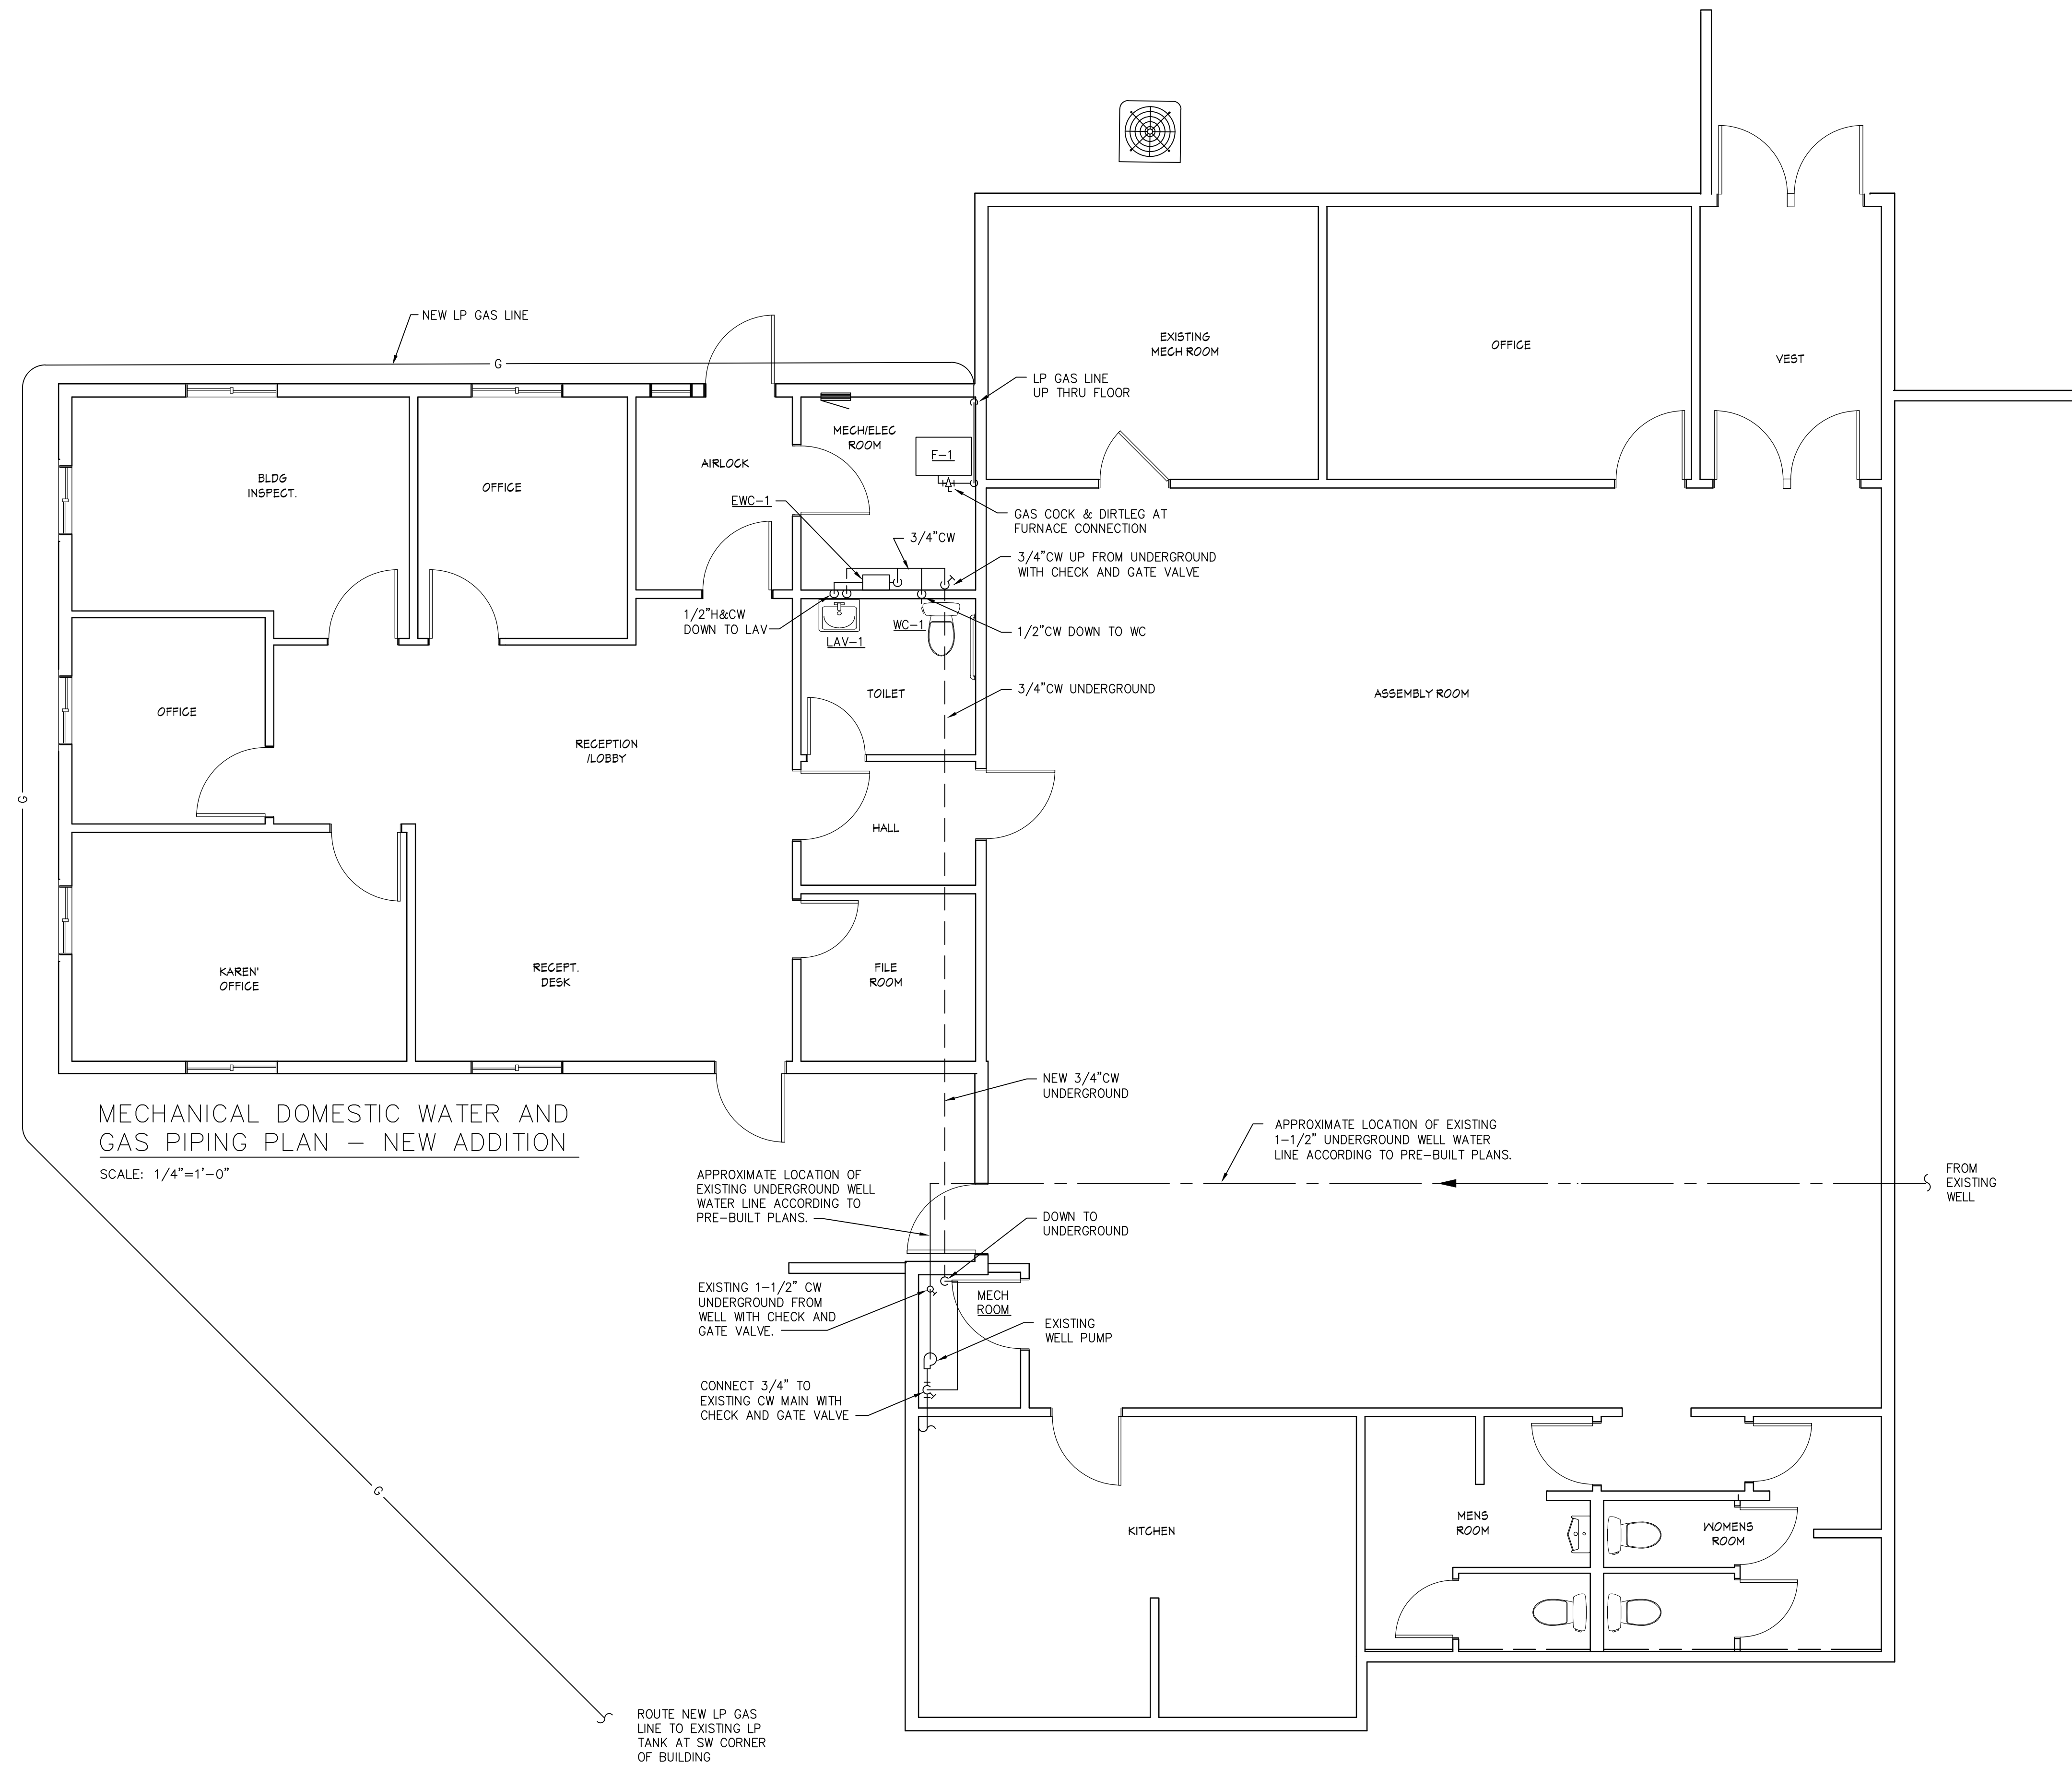 NEW LP GAS LINE
G
EXISTING
MECH ROOM
OFFICE
VEST
LP GAS LINE
UP THRU FLOOR
MECH/ELEC
ROOM
F-1
AIRLOCK
BLDG
INSPECT.
OFFICE
EWC-1
GAS COCK & DIRTLEG AT
FURNACE CONNECTION
3/4"CW
3/4"CW UP FROM UNDERGROUND
WITH CHECK AND GATE VALVE
1/2"H&CW
DOWN TO LAV
LAV-1
WC-1
1/2"CW DOWN TO WC
TOILET
3/4"CW UNDERGROUND
ASSEMBLY ROOM
OFFICE
RECEPTION
/LOBBY
G
HALL
KAREN'
OFFICE
RECEPT.
DESK
FILE
ROOM
NEW 3/4"CW
UNDERGROUND
MECHANICAL DOMESTIC WATER AND
GAS PIPING PLAN – NEW ADDITION
SCALE: 1/4"=1'-0"
APPROXIMATE LOCATION OF EXISTING
1-1/2" UNDERGROUND WELL WATER
LINE ACCORDING TO PRE-BUILT PLANS.
FROM
EXISTING
WELL
APPROXIMATE LOCATION OF
EXISTING UNDERGROUND WELL
WATER LINE ACCORDING TO
PRE-BUILT PLANS.
DOWN TO
UNDERGROUND
EXISTING 1-1/2" CW
UNDERGROUND FROM
WELL WITH CHECK AND
GATE VALVE.
MECH
ROOM
EXISTING
WELL PUMP
CONNECT 3/4" TO
EXISTING CW MAIN WITH
CHECK AND GATE VALVE
G
KITCHEN
MENS
ROOM
WOMENS
ROOM
ROUTE NEW LP GAS
LINE TO EXISTING LP
TANK AT SW CORNER
OF BUILDING